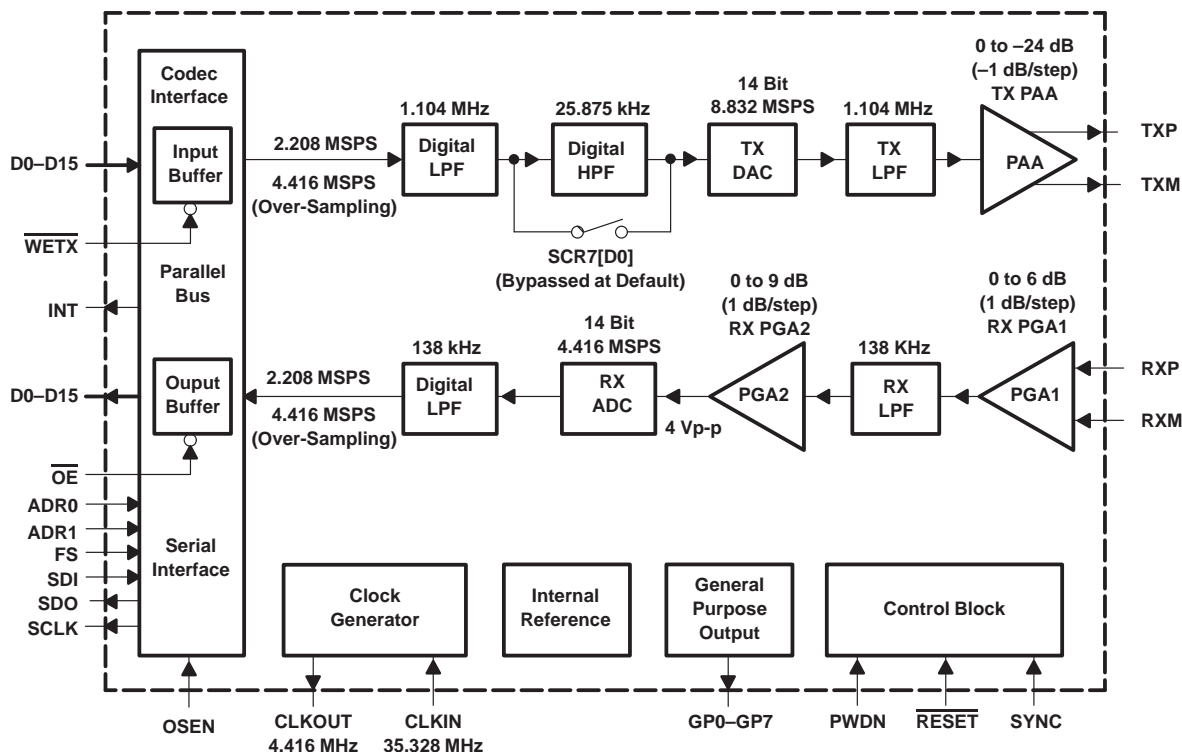 Codec
Interface
Input
Buffer
Parallel
Bus
Ouput
Buffer
Serial
Interface
D0–D15
WETX
INT
D0–D15
OE
ADR0
ADR1
FS
SDI
SDO
SCLK
2.208 MSPS
4.416 MSPS
(Over-Sampling)
1.104 MHz
Digital
LPF
25.875 kHz
Digital
HPF
SCR7[D0]
(Bypassed at Default)
14 Bit
8.832 MSPS
TX
DAC
1.104 MHz
TX
LPF
0 to –24 dB
(–1 dB/step)
TX PAA
PAA
TXP
TXM
2.208 MSPS
4.416 MSPS
(Over-Sampling)
138 kHz
Digital
LPF
14 Bit
4.416 MSPS
RX
ADC
4 Vp-p
0 to 9 dB
(1 dB/step)
RX PGA2
PGA2
138 KHz
RX
LPF
0 to 6 dB
(1 dB/step)
RX PGA1
PGA1
RXP
RXM
Clock
Generator
Internal
Reference
General
Purpose
Output
Control Block
OSEN
CLKOUT
4.416 MHz
CLKIN
35.328 MHz
GP0–GP7
PWDN
RESET
SYNC